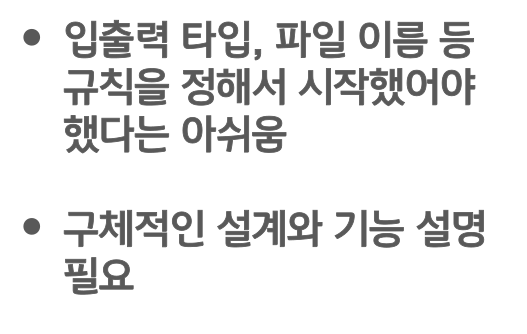 • 입출력 타입, 파일 이름 등
규칙을 정해서 시작했어야
했다는 아쉬움
• 구체적인 설계와 기능 설명
필요